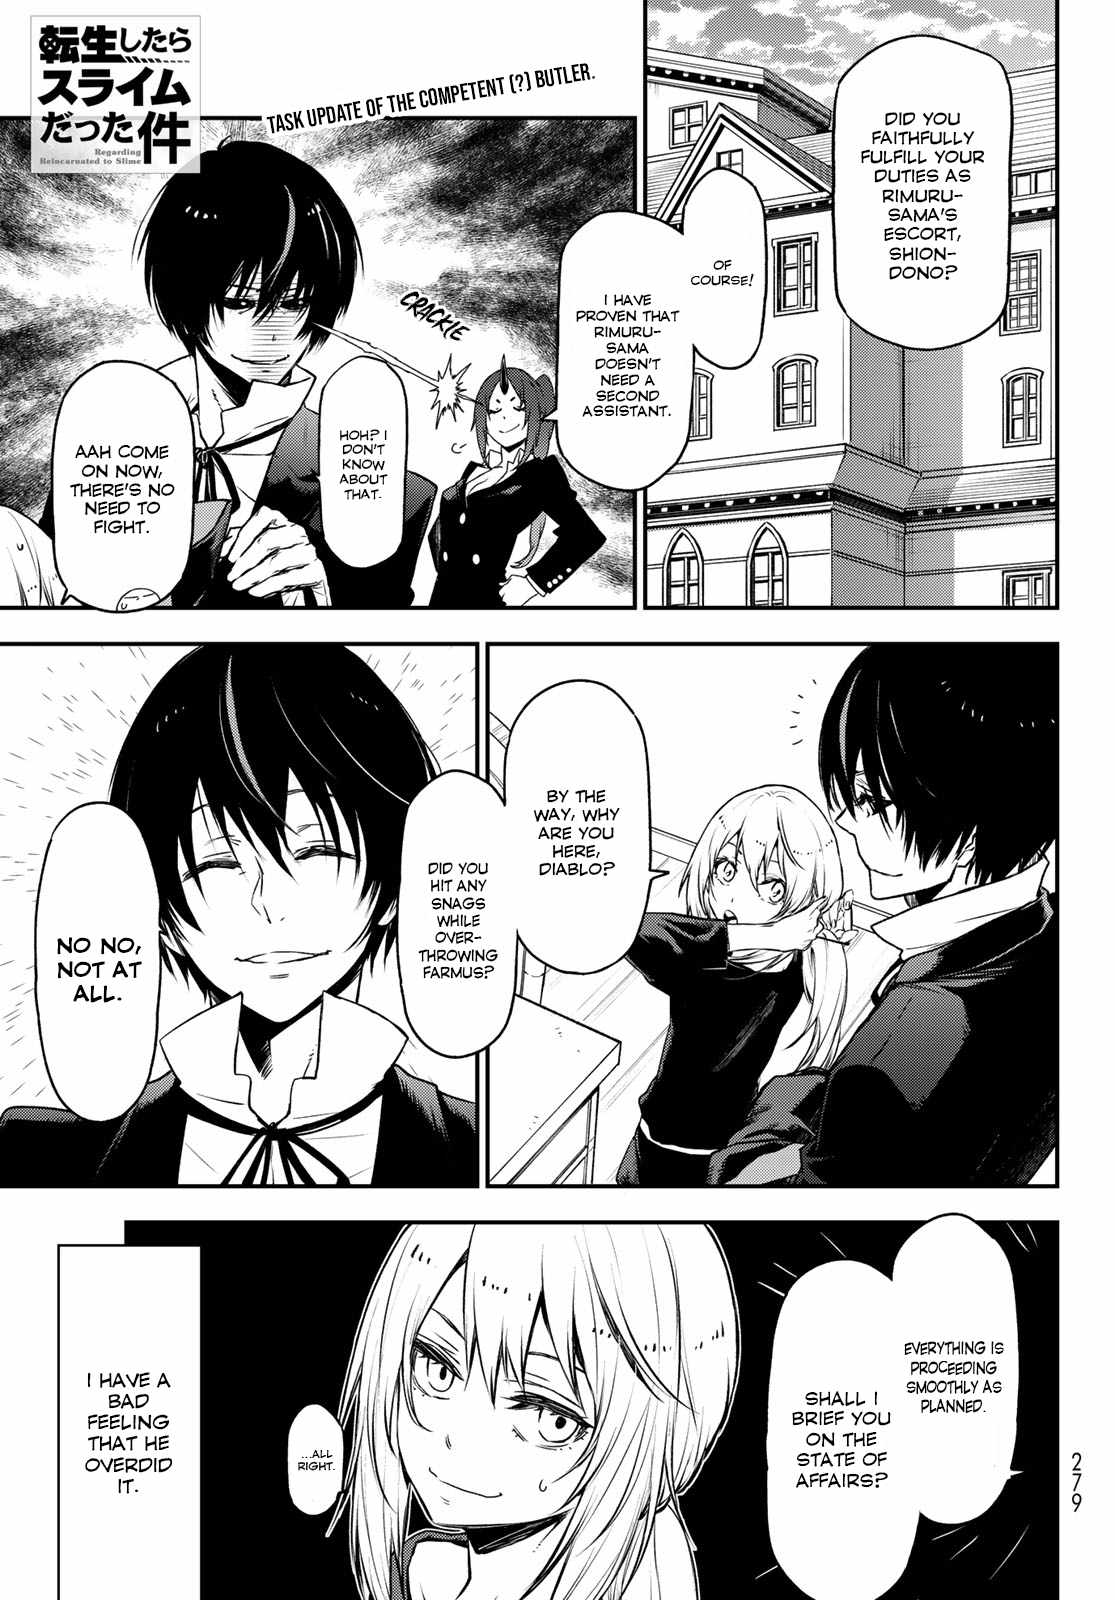 転生したら
スライム
だった件
Regarding
Reincarnated to Slime
TASK UPDATE OF THE COMPETENT (?) BUTLER.
DID YOU
FAITHFULLY
FULFILL YOUR
DUTIES AS
RIMURU-
SAMA'S
ESCORT,
SHION-
DONO?
OF
COURSE!
I HAVE
PROVEN THAT
RIMURU-
SAMA
DOESN'T
NEED A
SECOND
ASSISTANT.
CRACKIE
HOH? I
DON'T
KNOW
ABOUT
THAT.
AAH COME
ON NOW,
THERE'S NO
NEED TO
FIGHT.
BY THE
WAY, WHY
ARE YOU
HERE,
DIABLO?
DID YOU
HIT ANY
SNAGS
WHILE
OVER-
THROWING
FARMUS?
NO NO,
NOT AT
ALL.
EVERYTHING IS
PROCEEDING
SMOOTHLY AS
PLANNED.
SHALL I
BRIEF YOU
ON THE
STATE OF
AFFAIRS?
...ALL
RIGHT.
I HAVE A
BAD
FEELING
THAT HE
OVERDID
IT.
279